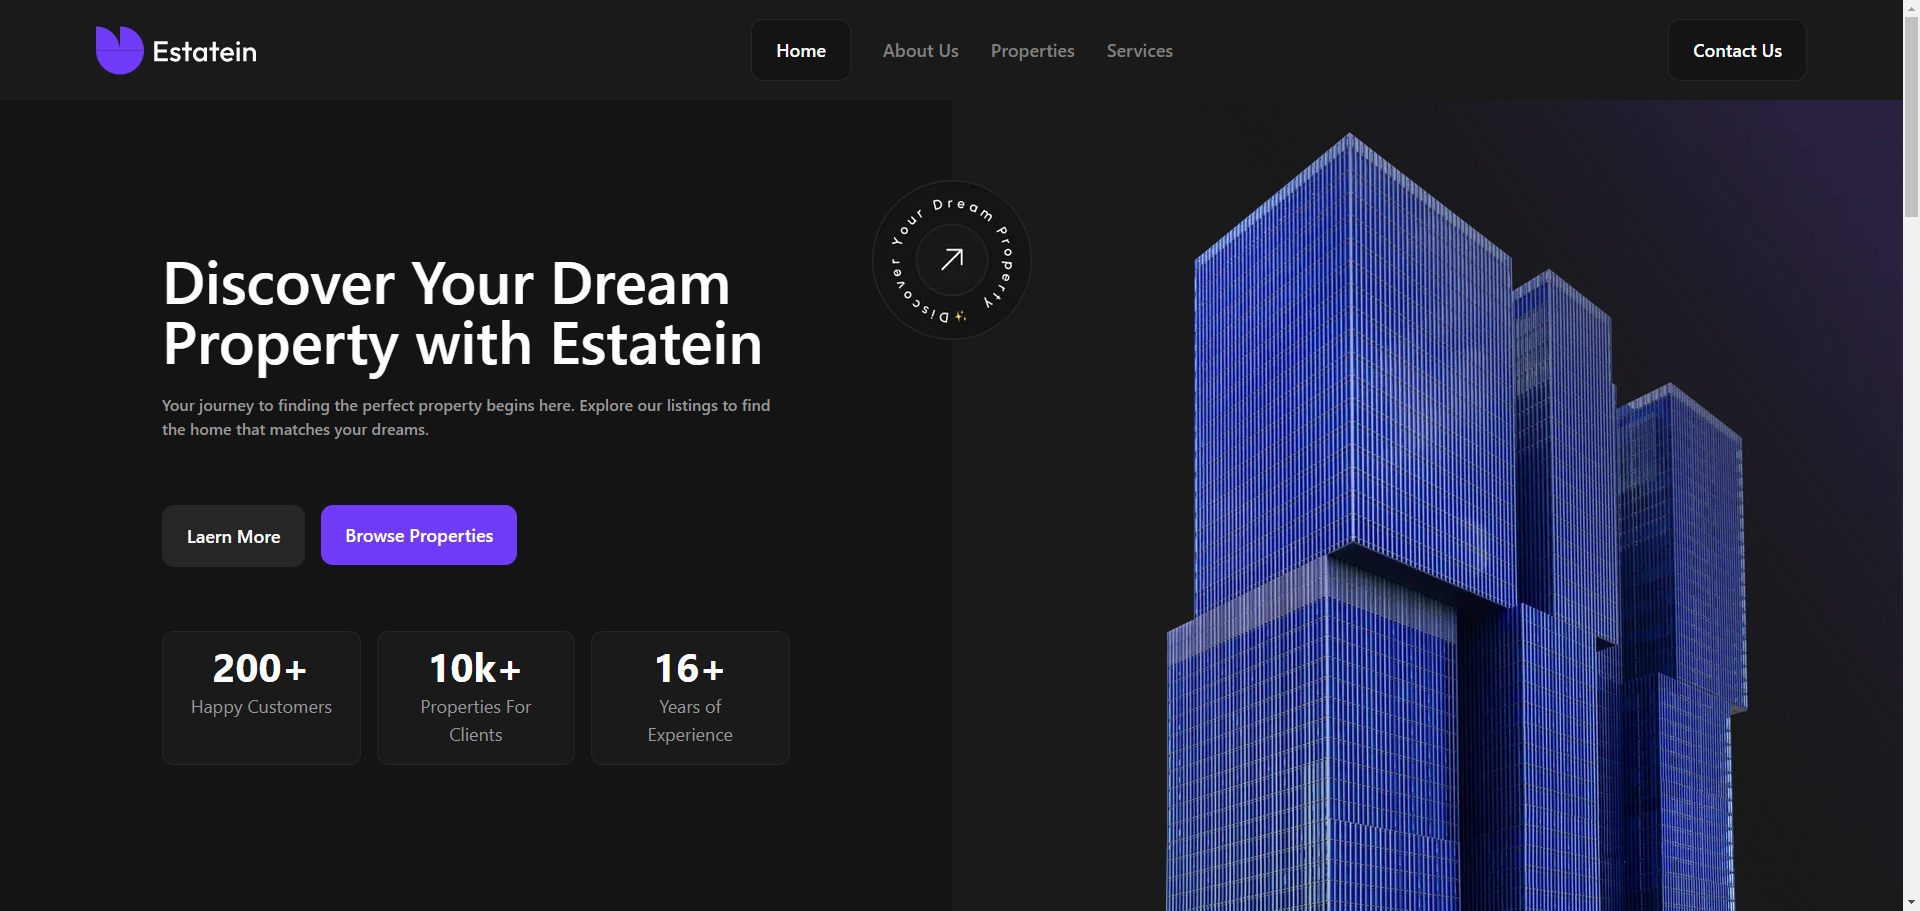 Estatein
Home
About Us
Properties
Services
Contact Us
Discover Your Dream Property ✨
Discover Your Dream
Property with Estatein
Your journey to finding the perfect property begins here. Explore our listings to find
the home that matches your dreams.
Laern More
Browse Properties
200+
Happy Customers
10k+
Properties For
Clients
16+
Years of
Experience